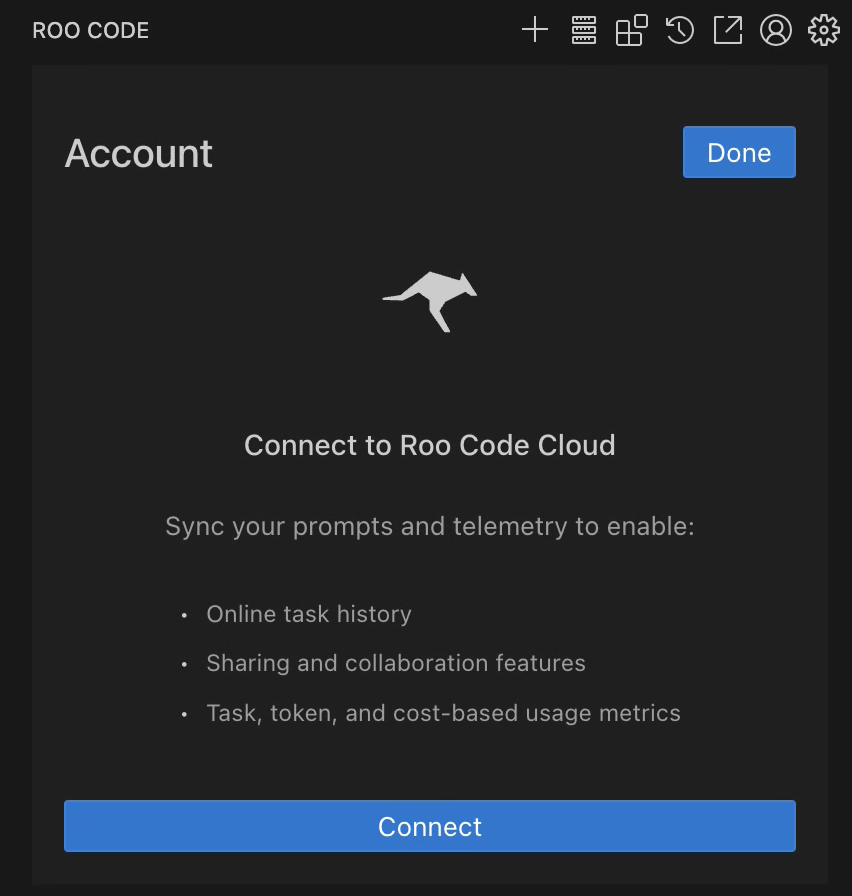 ROO CODE
Account
Done
Connect to Roo Code Cloud
Sync your prompts and telemetry to enable:
• Online task history
• Sharing and collaboration features
• Task, token, and cost-based usage metrics
Connect